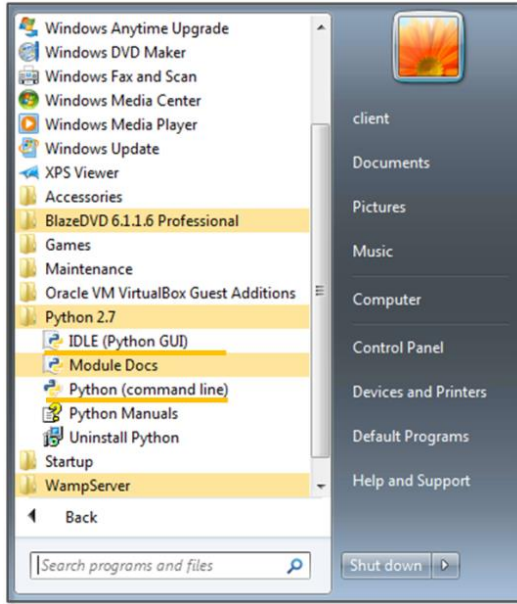 Windows Anytime Upgrade
Windows DVD Maker
Windows Fax and Scan
Windows Media Center
Windows Media Player
Windows Update
XPS Viewer
Accessories
BlazeDVD 6.1.1.6 Professional
Games
Maintenance
Oracle VM VirtualBox Guest Additions
Python 2.7
IDLE (Python GUI)
Module Docs
Python (command line)
Python Manuals
Uninstall Python
Startup
WampServer
Back
Search programs and files
client
Documents
Pictures
Music
Computer
Control Panel
Devices and Printers
Default Programs
Help and Support
Shut down